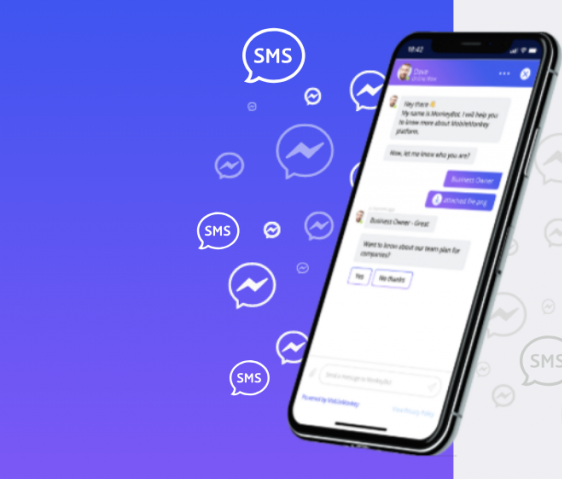 SMS
SMS
SMS
SMS
18:42
Dave
Hey there
My name is MonkeyBot. I will help you
to know more about MobileMonkey
platform.
Now, let me know who you are?
Business Owner
attached file.png
Business Owner - Great
Want to know about our team plan for
companies?
Yes
No thanks
Send a message to MonkeyBot
Powered by MobileMonkey
View Privacy Policy